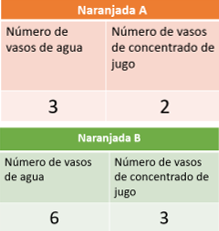 Naranjada A
Número de Número de vasos
vasos de agua de concentrado de
jugo
3 2
Naranjada B
Número de vasos Número de vasos
de agua de concentrado de
jugo
6 3